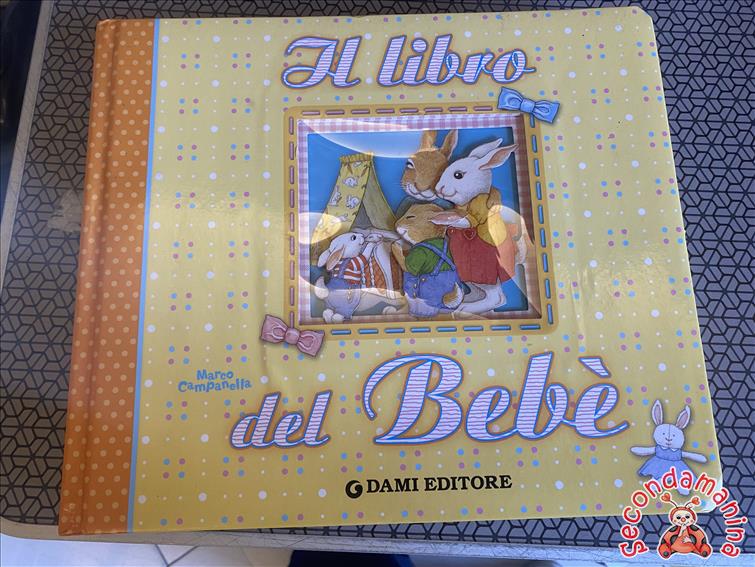 Il libro
Marco
Campanella
del Bebè
DAMI EDITORE
secondamanina